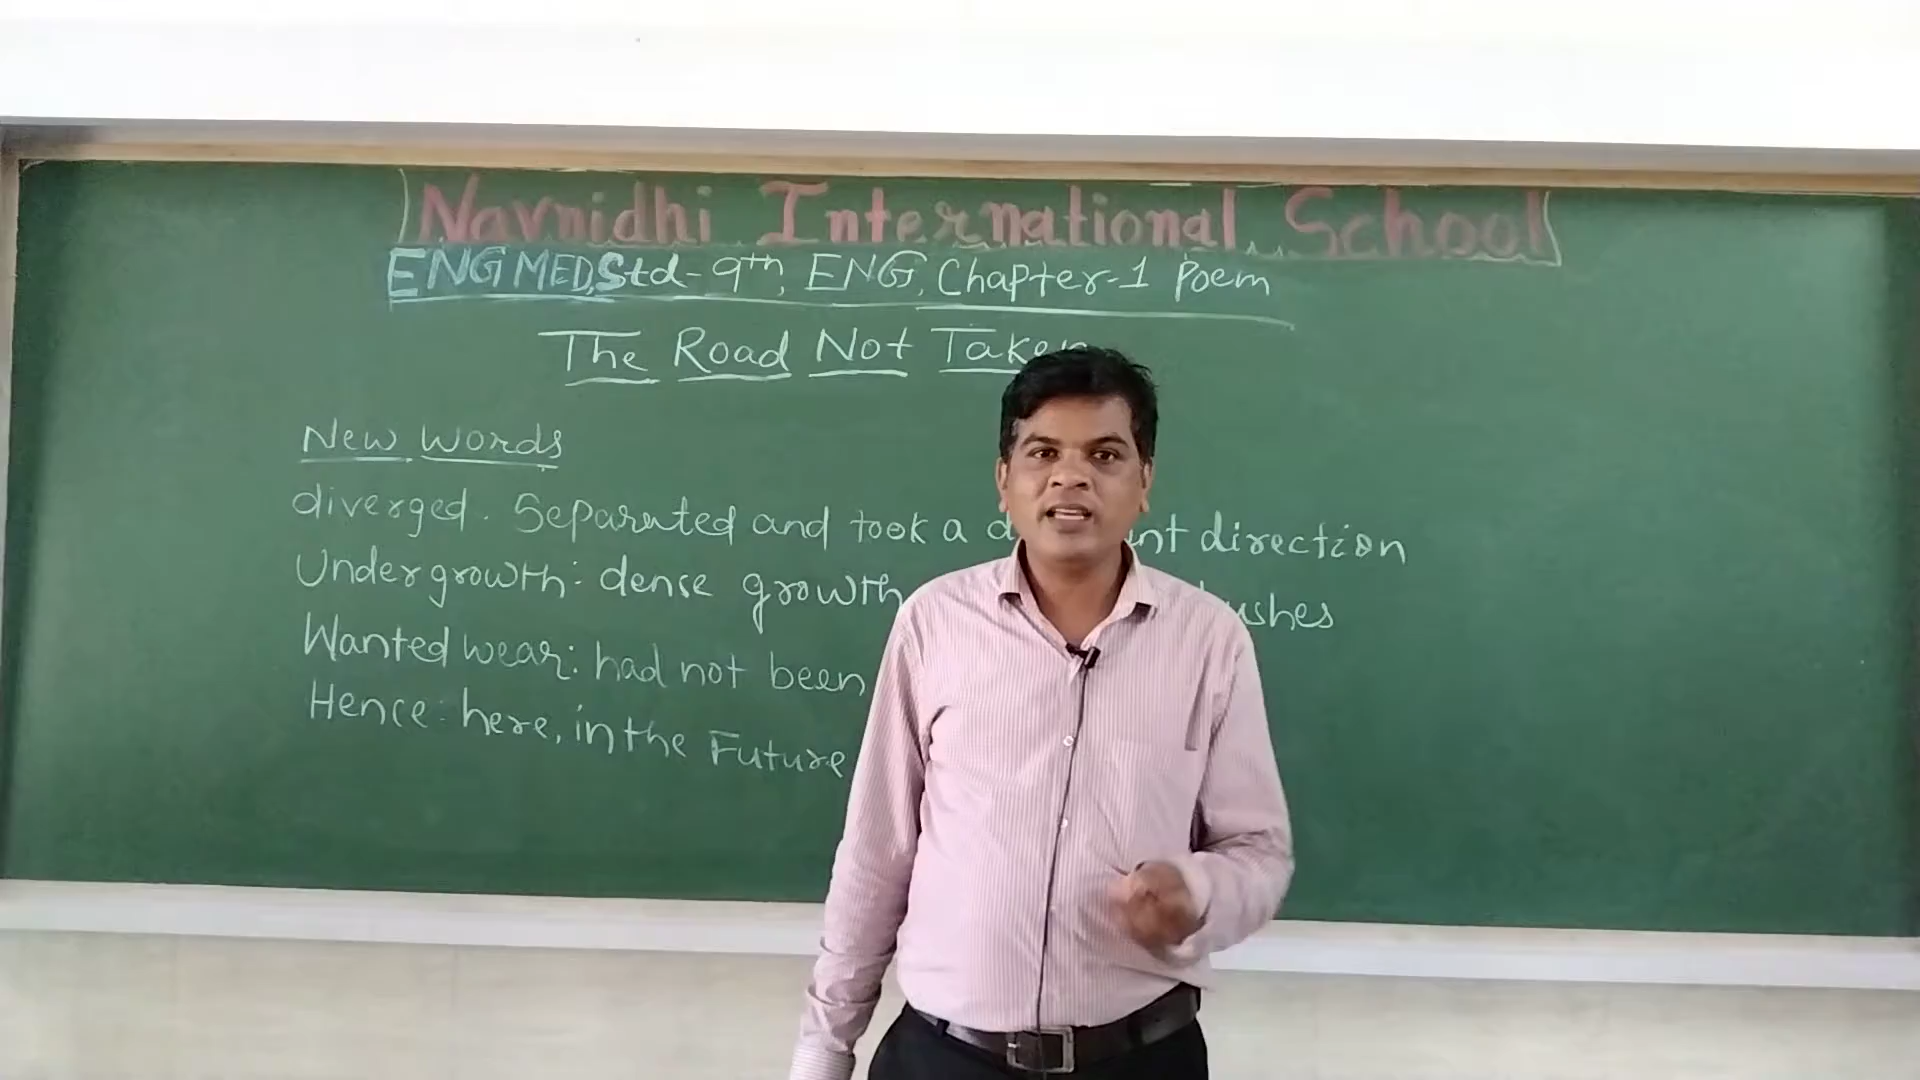 Navnidhi International School
ENG MED, Std-9th, ENG, Chapter-1 Poem
The Road Not Taken
New Words
diverged. Separated and took a direction
Undergrowth: dense growth
Wanted wear: had not been
Hence: here, in the Future